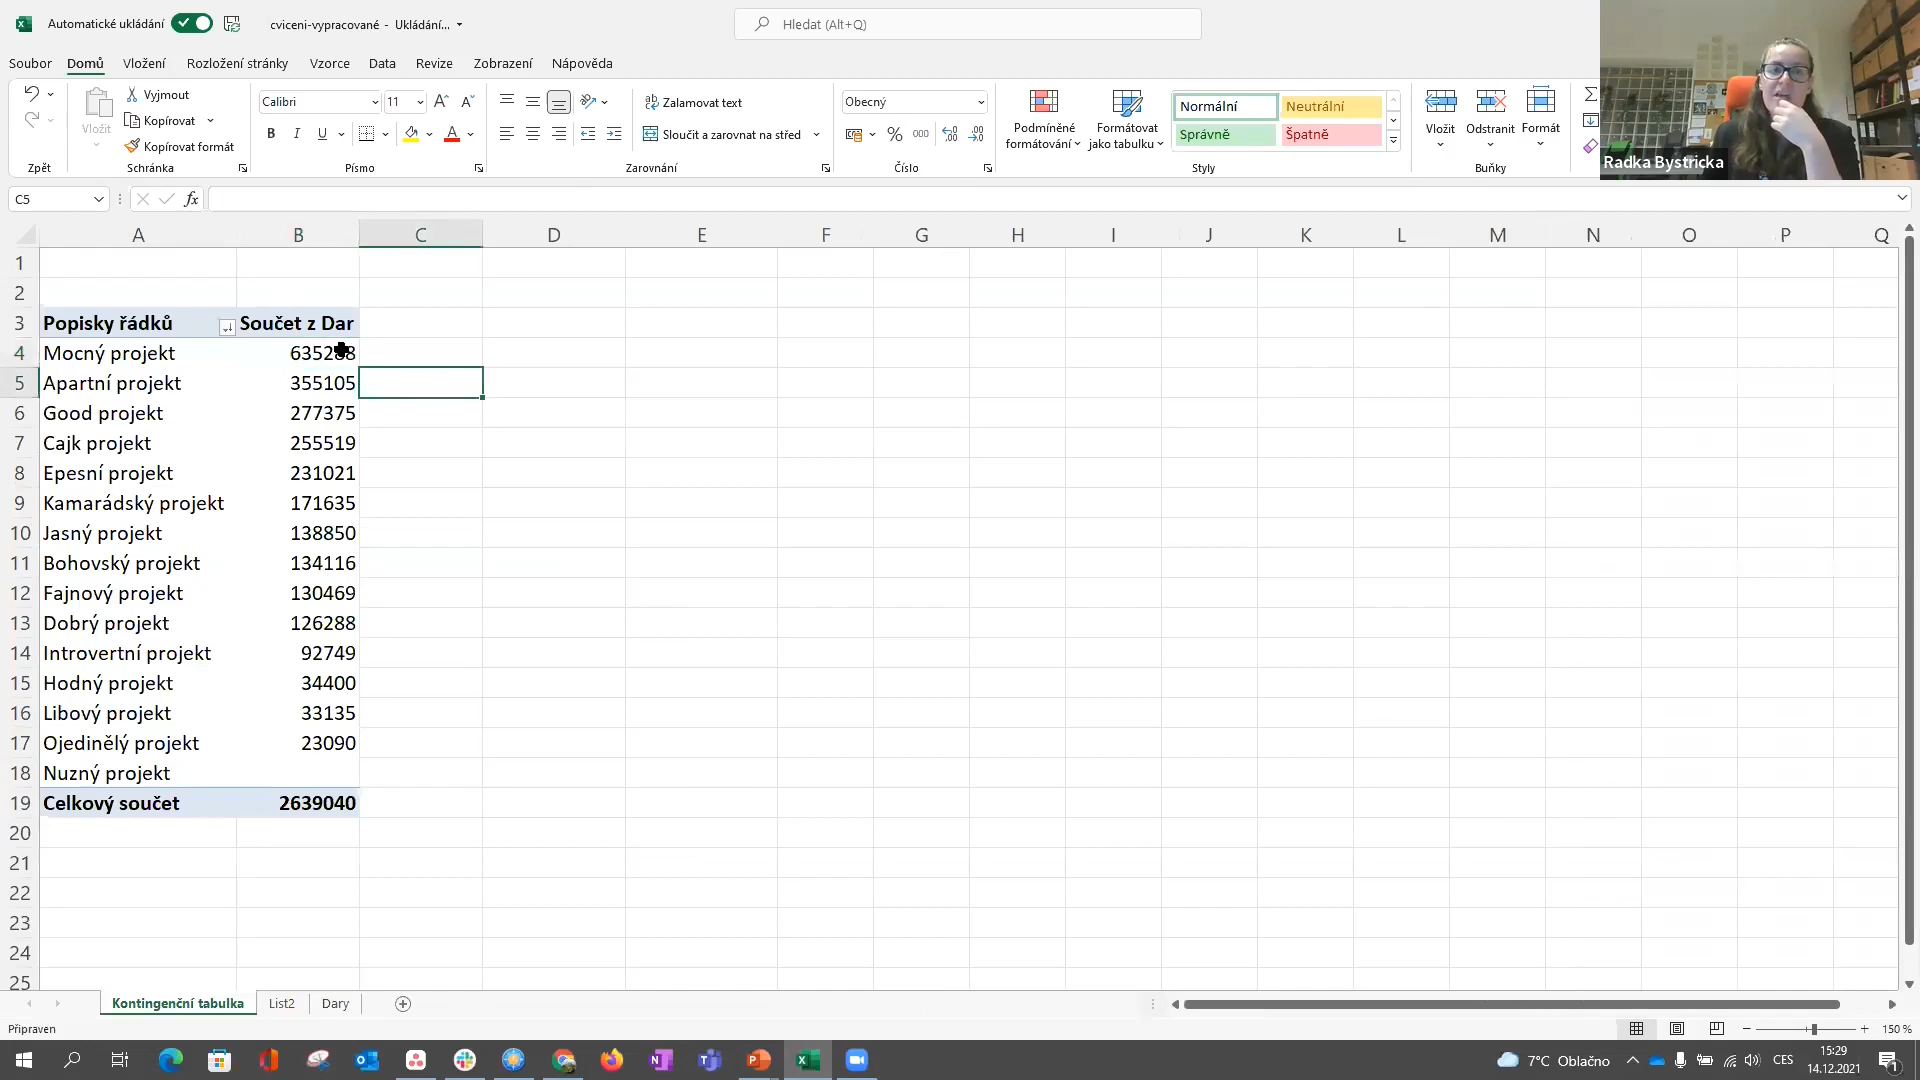 Automatické ukládání
cviceni-vypracované - Ukládání...
Hledat (Alt+Q)
Soubor Domů Vložení Rozložení stránky Vzorce Data Revize Zobrazení Nápověda
Vložit
Vyjmout
Kopírovat
Kopírovat formát
Calibri 11
B I U A
Zalamovat text
Sloučit a zarovnat na střed
Obecný
% 000
Podmíněné formátování
Formátovat jako tabulku
Normální Neutrální
Správně Špatně
Vložit Odstranit Formát
Zpět Schránka Písmo Zarovnání Číslo Styly Buňky
Radka Bystricka
C5 fx
A B C D E F G H I J K L M N O P Q
1
2
3 Popisky řádků Součet z Dar
4 Mocný projekt 635288
5 Apartní projekt 355105
6 Good projekt 277375
7 Cajk projekt 255519
8 Epesní projekt 231021
9 Kamarádský projekt 171635
10 Jasný projekt 138850
11 Bohovský projekt 134116
12 Fajnový projekt 130469
13 Dobrý projekt 126288
14 Introvertní projekt 92749
15 Hodný projekt 34400
16 Libový projekt 33135
17 Ojedinělý projekt 23090
18 Nuzný projekt
19 Celkový součet 2639040
20
21
22
23
24
25
Kontingenční tabulka List2 Dary
Připraven
150 %
7°C Oblačno
CES
15:29
14.12.2021